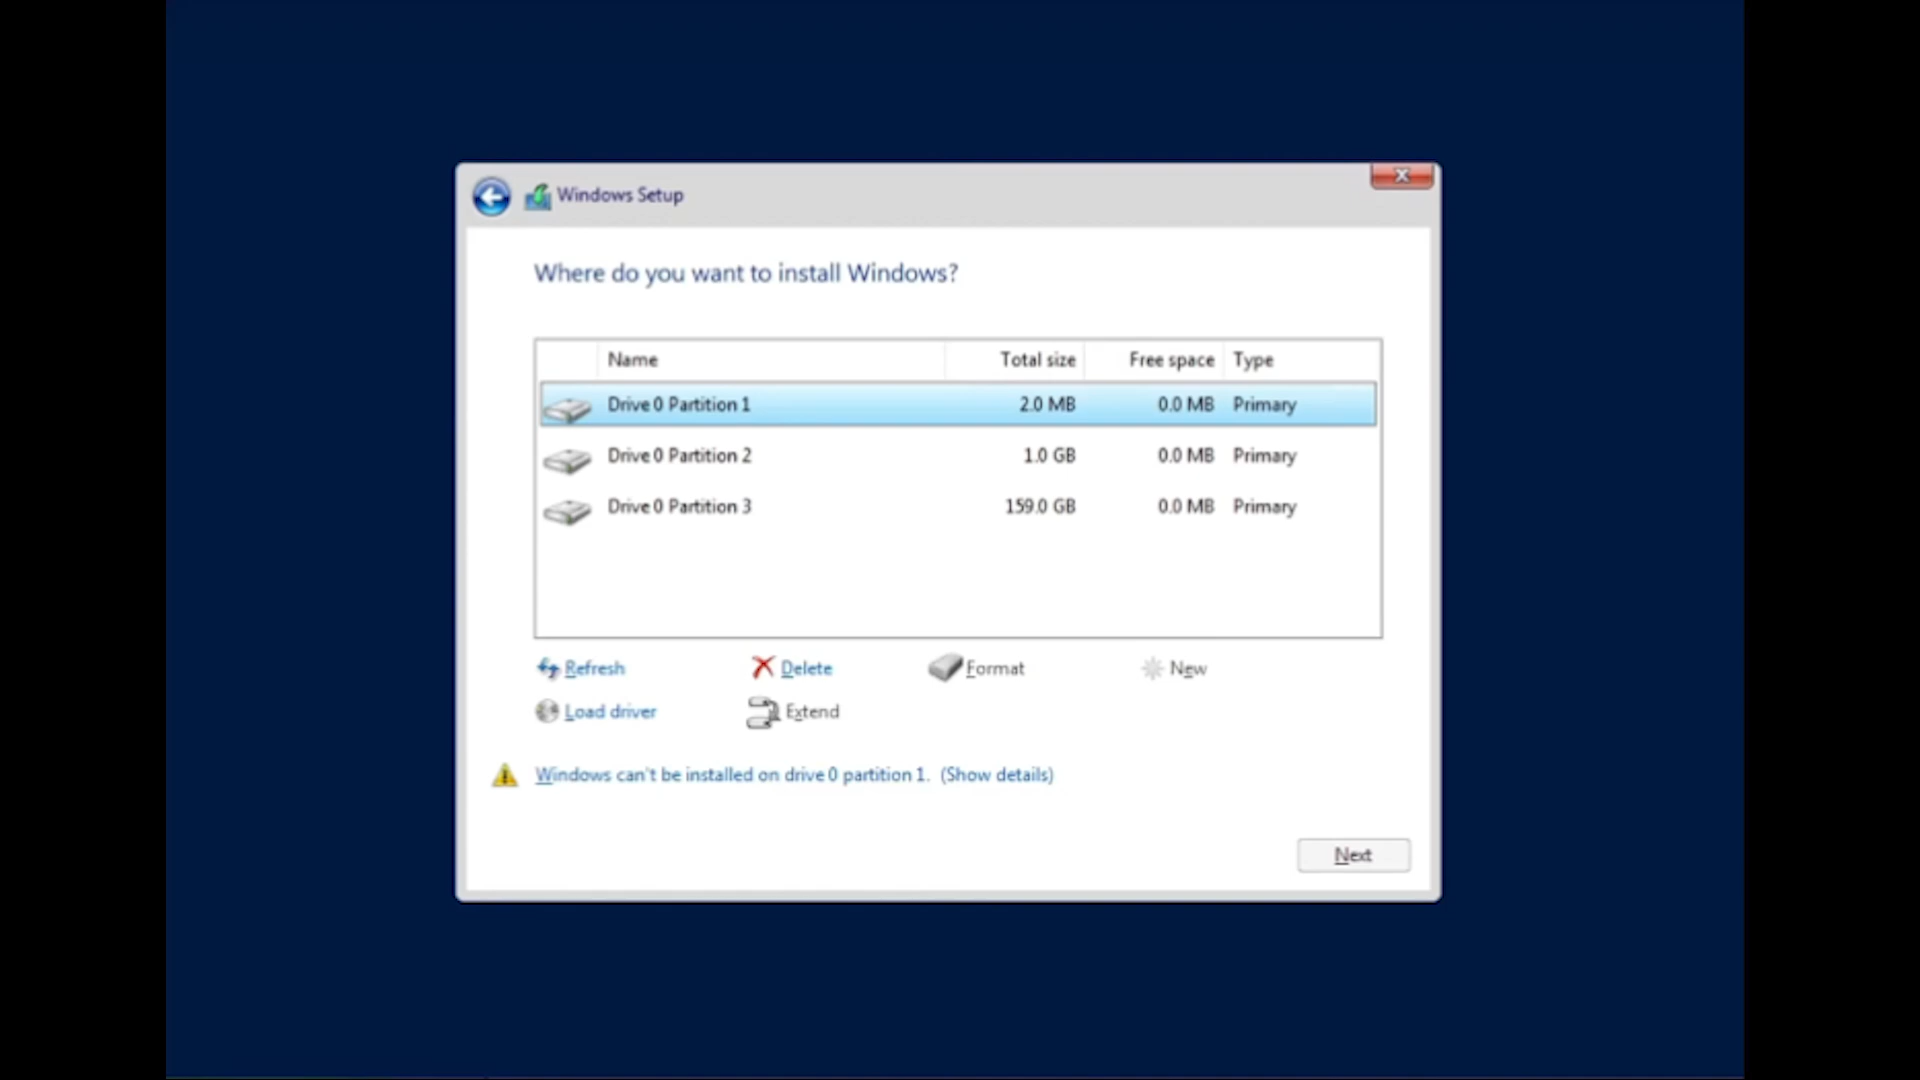 Windows Setup
Where do you want to install Windows?
Name Total size Free space Type
Drive 0 Partition 1 2.0 MB 0.0 MB Primary
Drive 0 Partition 2 1.0 GB 0.0 MB Primary
Drive 0 Partition 3 159.0 GB 0.0 MB Primary
Refresh Delete Format New
Load driver Extend
Windows can't be installed on drive 0 partition 1. (Show details)
Next